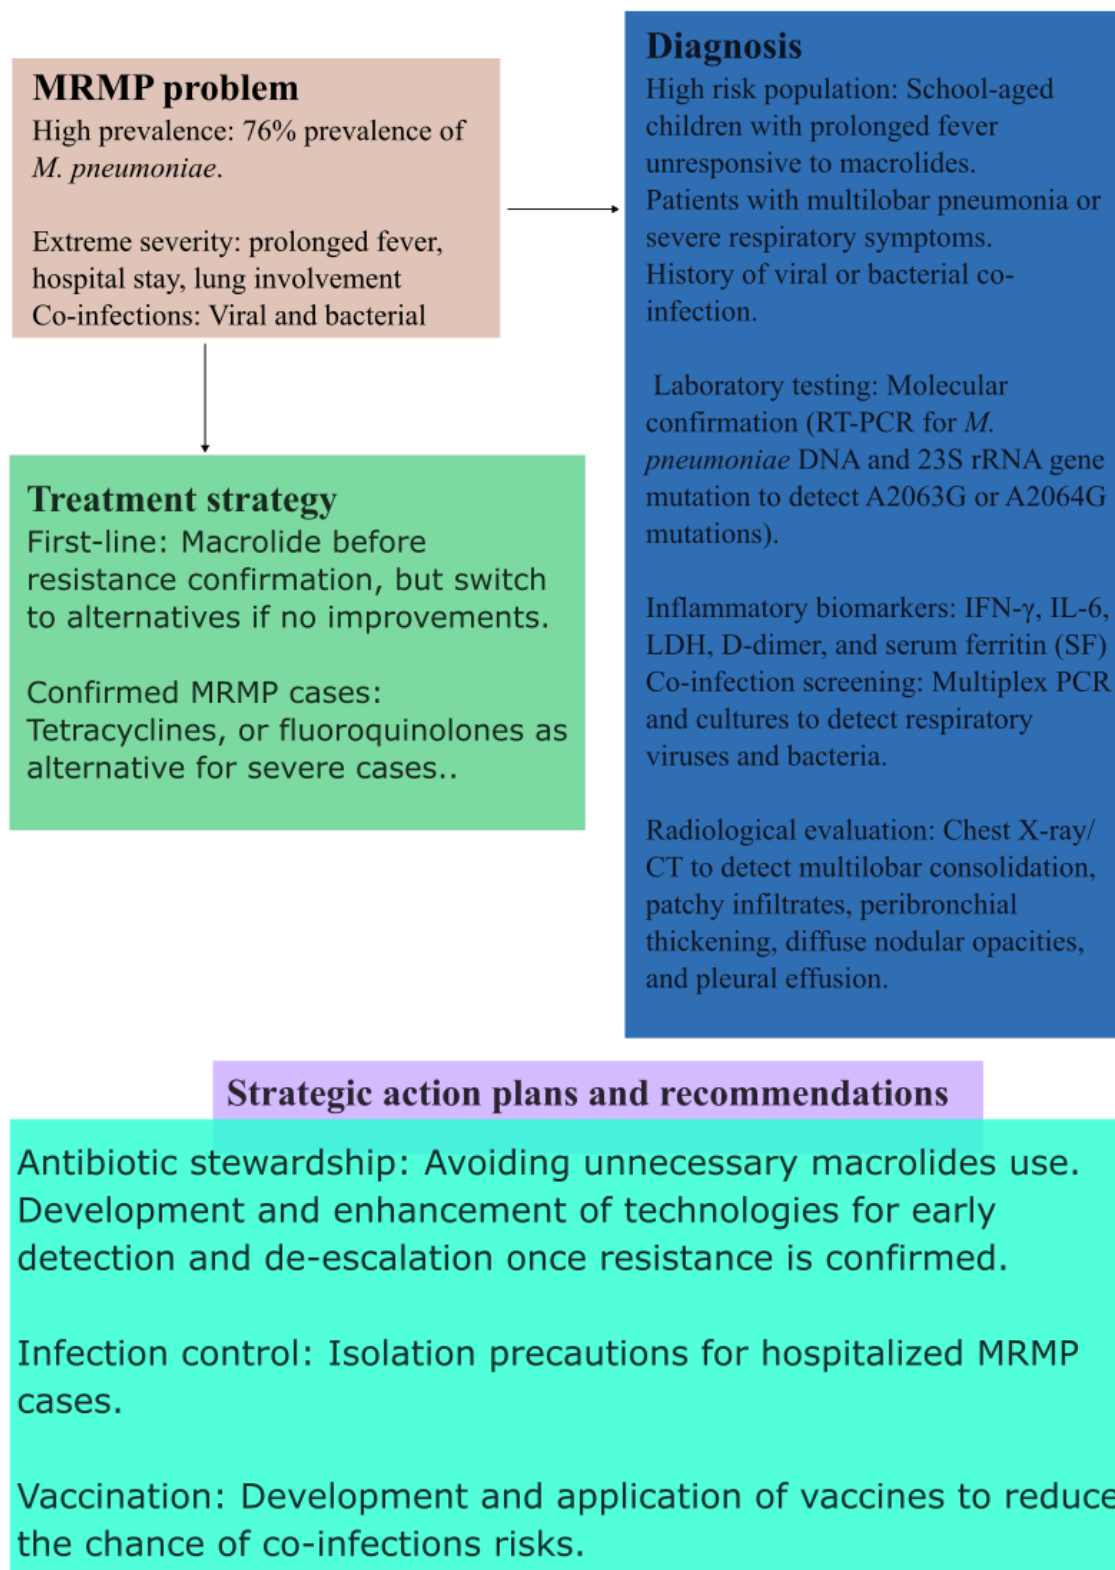 MRMP problem
High prevalence: 76% prevalence of
M. pneumoniae.
Extreme severity: prolonged fever,
hospital stay, lung involvement
Co-infections: Viral and bacterial
Diagnosis
High risk population: School-aged
children with prolonged fever
unresponsive to macrolides.
Patients with multilobar pneumonia or
severe respiratory symptoms.
History of viral or bacterial co-
infection.
Laboratory testing: Molecular
confirmation (RT-PCR for M.
pneumoniae DNA and 23S rRNA gene
mutation to detect A2063G or A2064G
mutations).
Inflammatory biomarkers: IFN-γ, IL-6,
LDH, D-dimer, and serum ferritin (SF)
Co-infection screening: Multiplex PCR
and cultures to detect respiratory
viruses and bacteria.
Radiological evaluation: Chest X-ray/
CT to detect multilobar consolidation,
patchy infiltrates, peribronchial
thickening, diffuse nodular opacities,
and pleural effusion.
Treatment strategy
First-line: Macrolide before
resistance confirmation, but switch
to alternatives if no improvements.
Confirmed MRMP cases:
Tetracyclines, or fluoroquinolones as
alternative for severe cases..
Strategic action plans and recommendations
Antibiotic stewardship: Avoiding unnecessary macrolides use.
Development and enhancement of technologies for early
detection and de-escalation once resistance is confirmed.
Infection control: Isolation precautions for hospitalized MRMP
cases.
Vaccination: Development and application of vaccines to reduce
the chance of co-infections risks.